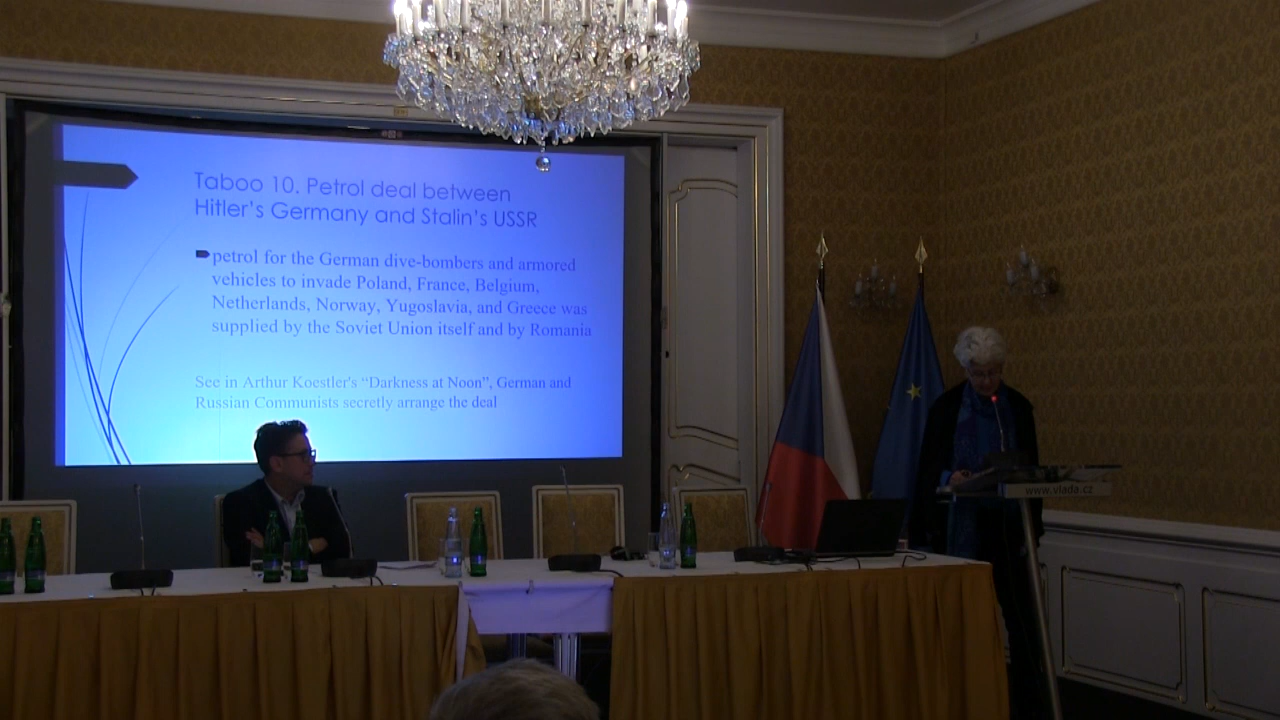 Taboo 10. Petrol deal between
Hitler's Germany and Stalin's USSR
petrol for the German dive-bombers and armored
vehicles to invade Poland, France, Belgium,
Netherlands, Norway, Yugoslavia, and Greece was
supplied by the Soviet Union itself and by Romania
See in Arthur Koestler's “Darkness at Noon”, German and
Russian Communists secretly arrange the deal
www.vlada.cz